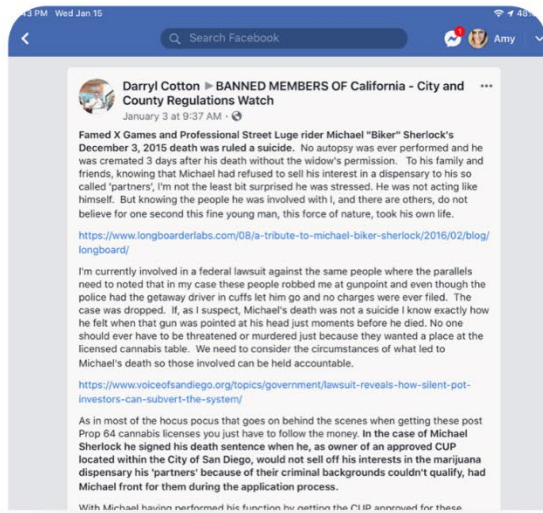 3 PM Wed Jan 15
48%
Search Facebook
1
Amy
Darryl Cotton ▶ BANNED MEMBERS OF California - City and
County Regulations Watch
January 3 at 9:37 AM ·
Famed X Games and Professional Street Luge rider Michael "Biker" Sherlock's
December 3, 2015 death was ruled a suicide. No autopsy was ever performed and he
was cremated 3 days after his death without the widow's permission. To his family and
friends, knowing that Michael had refused to sell his interest in a dispensary to his so
called 'partners', I'm not the least bit surprised he was stressed. He was not acting like
himself. But knowing the people he was involved with I, and there are others, do not
believe for one second this fine young man, this force of nature, took his own life.
https://www.longboarderlabs.com/08/a-tribute-to-michael-biker-sherlock/2016/02/blog/
longboard/
I'm currently involved in a federal lawsuit against the same people where the parallels
need to noted that in my case these people robbed me at gunpoint and even though the
police had the getaway driver in cuffs let him go and no charges were ever filed. The
case was dropped. If, as I suspect, Michael's death was not a suicide I know exactly how
he felt when that gun was pointed at his head just moments before he died. No one
should ever have to be threatened or murdered just because they wanted a place at the
licensed cannabis table. We need to consider the circumstances of what led to
Michael's death so those involved can be held accountable.
https://www.voiceofsandiego.org/topics/government/lawsuit-reveals-how-silent-pot-
investors-can-subvert-the-system/
As in most of the hocus pocus that goes on behind the scenes when getting these post
Prop 64 cannabis licenses you just have to follow the money. In the case of Michael
Sherlock he signed his death sentence when he, as owner of an approved CUP
located within the City of San Diego, would not sell off his interests in the marijuana
dispensary his 'partners' because of their criminal backgrounds couldn't qualify, had
Michael front for them during the application process.
With Michael having performed his function by getting the CUP approved for these